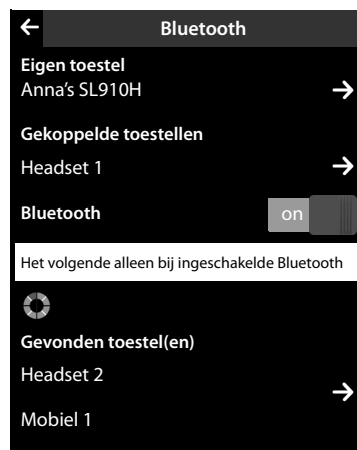 Bluetooth
Eigen toestel
Anna’s SL910H
Gekoppelde toestellen
Headset 1
Bluetooth on
Het volgende alleen bij ingeschakelde Bluetooth
Gevonden toestel(en)
Headset 2
Mobiel 1